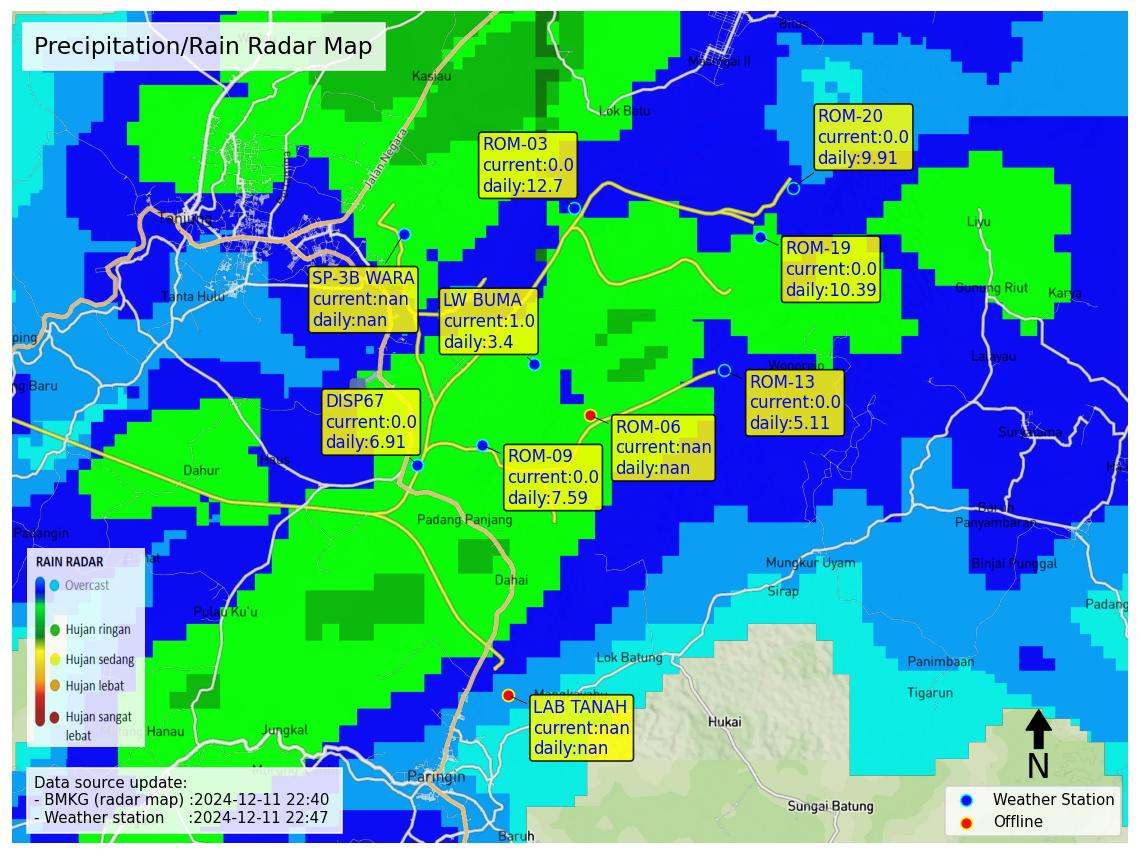 Precipitation/Rain Radar Map
Bilas
Masingai II
Kasiau
Lok Batu
Jalan Negara
ROM-20
current:0.0
daily:9.91
ROM-03
current:0.0
daily:12.7
Tanjung
Liyu
ROM-19
current:0.0
daily:10.39
SP-3B WARA
current:nan
daily:nan
LW BUMA
current:1.0
daily:3.4
Tanta Hulu
Gunung Riut
Karya
ping
Lalayau
Wonorejo
ng Baru
ROM-13
current:0.0
daily:5.11
DISP67
current:0.0
daily:6.91
ROM-06
current:nan
daily:nan
Suryatama
ROM-09
current:0.0
daily:7.59
Haus
Dahur
Padang Panjang
Baruh
Panyambaran
Padangin
Mungkur Uyam
Binjai Punggal
Dahai
Sirap
Padang
Pulau Ku'u
RAIN RADAR
Overcast
Hujan ringan
Hujan sedang
Hujan lebat
Hujan sangat
lebat
Lok Batung
Panimbaan
Tigarun
LAB TANAH
current:nan
daily:nan
Hukai
Hanau
Jungkal
Paringin
Sungai Batung
Baruh
N
Data source update:
- BMKG (radar map) :2024-12-11 22:40
- Weather station :2024-12-11 22:47
Weather Station
Offline